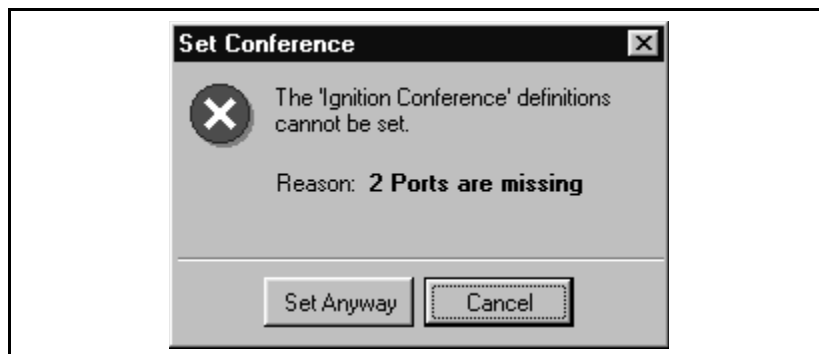 Set Conference
The 'Ignition Conference' definitions
cannot be set.
Reason: 2 Ports are missing
Set Anyway
Cancel